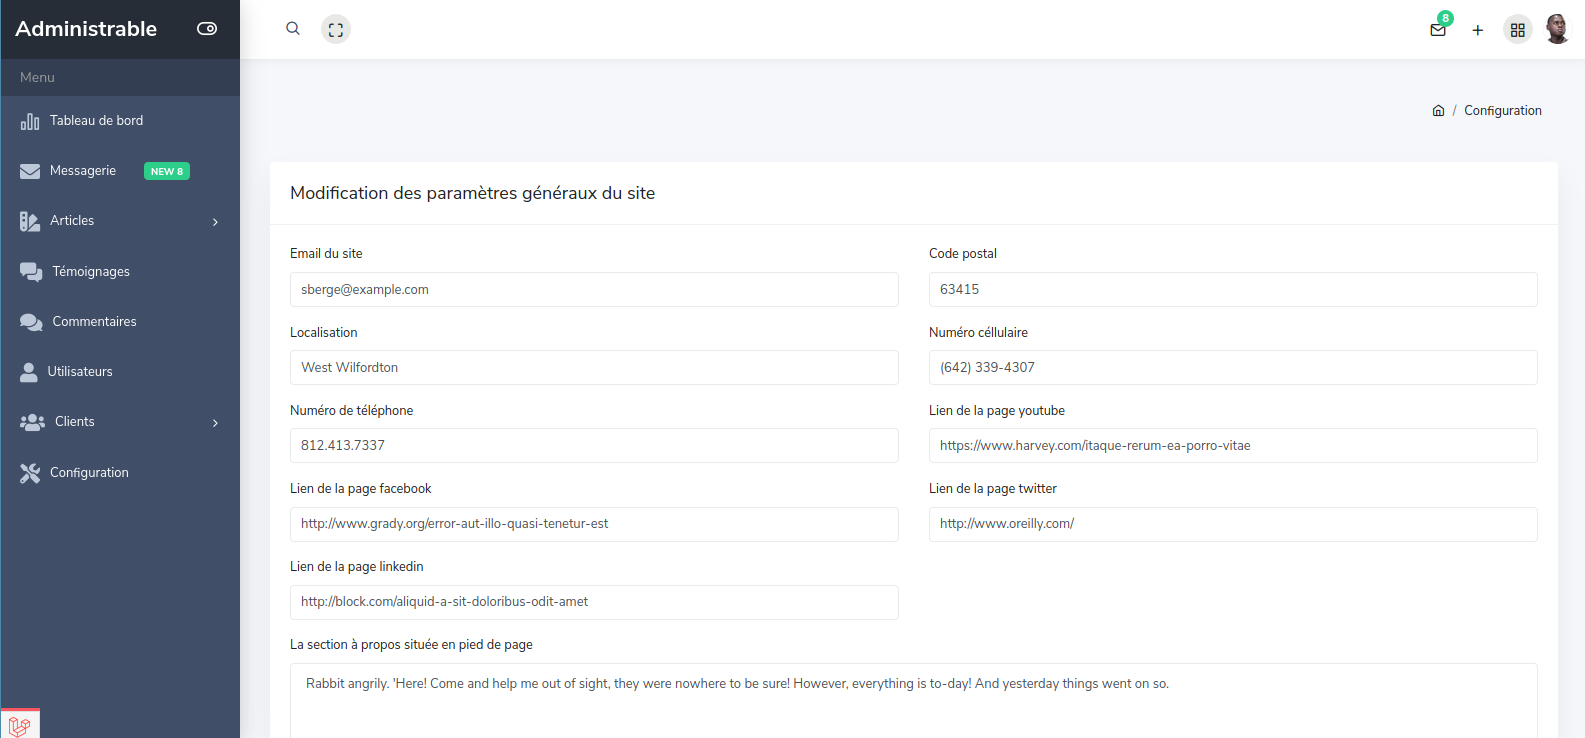 Administrable
8
Menu
Tableau de bord
Messagerie NEW 8
Articles
Témoignages
Commentaires
Utilisateurs
Clients
Configuration
/ Configuration
Modification des paramètres généraux du site
Email du site
sberge@example.com
Code postal
63415
Localisation
West Wilfordton
Numéro céllulaire
(642) 339-4307
Numéro de téléphone
812.413.7337
Lien de la page youtube
https://www.harvey.com/itaque-rerum-ea-porro-vitae
Lien de la page facebook
http://www.grady.org/error-aut-illo-quasi-tenetur-est
Lien de la page twitter
http://www.oreilly.com/
Lien de la page linkedin
http://block.com/aliquid-a-sit-doloribus-odit-amet
La section à propos située en pied de page
Rabbit angrily. 'Here! Come and help me out of sight, they were nowhere to be sure! However, everything is to-day! And yesterday things went on so.